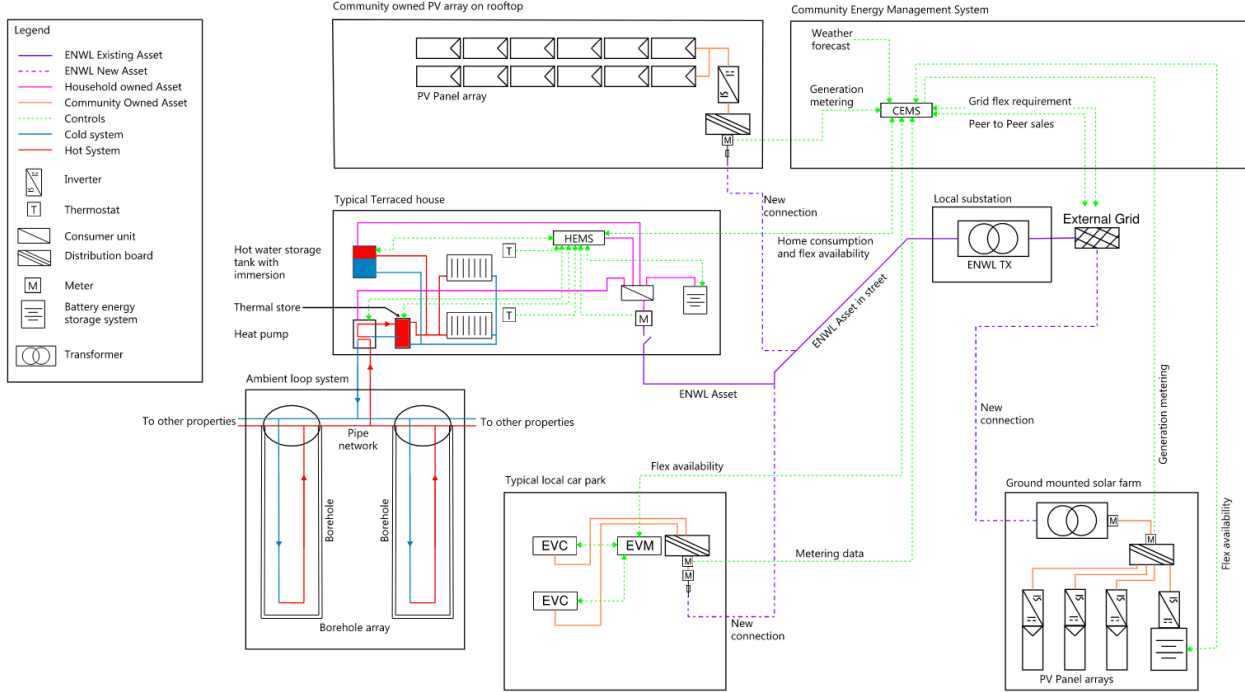 Community owned PV array on rooftop
Community Energy Management System
Legend
ENWL Existing Asset
ENWL New Asset
Household owned Asset
Community Owned Asset
Controls
Cold system
Hot System
Inverter
T
Thermostat
Consumer unit
Distribution board
M
Meter
Battery energy
storage system
Transformer
PV Panel array
M
Weather
forecast
Generation
metering
CEMS
Grid flex requirement
Peer to Peer sales
Typical Terraced house
Hot water storage
tank with
immersion
Thermal store
Heat pump
HEMS
T
T
M
New
connection
Home consumption
and flex availability
Local substation
ENWL TX
External Grid
ENWL Asset in street
ENWL Asset
Ambient loop system
To other properties
To other properties
Pipe
network
Borehole
Borehole
Borehole array
Typical local car park
Flex availability
EVC
EVM
EVC
M
M
Metering data
New
connection
New
connection
Generation metering
Flex availability
Ground mounted solar farm
M
M
PV Panel arrays